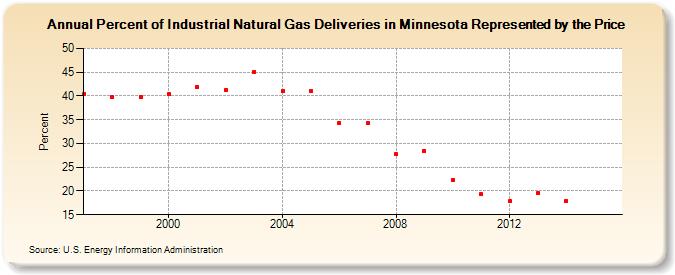 Annual Percent of Industrial Natural Gas Deliveries in Minnesota Represented by the Price
50
45
40
35
30
25
20
15
Percent
2000 2004 2008 2012
Source: U.S. Energy Information Administration